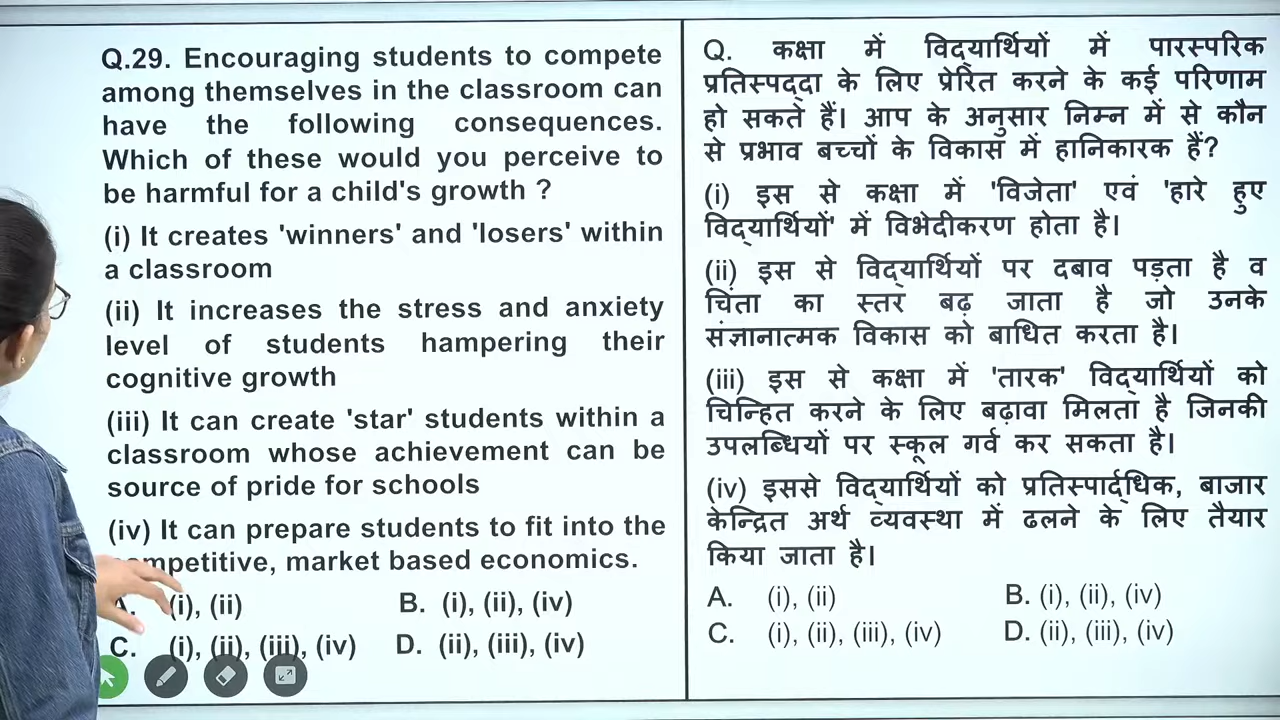 Q.29. Encouraging students to compete
among themselves in the classroom can
have the following consequences.
Which of these would you perceive to
be harmful for a child's growth ?
(i) It creates 'winners' and 'losers' within
a classroom
(ii) It increases the stress and anxiety
level of students hampering their
cognitive growth
(iii) It can create 'star' students within a
classroom whose achievement can be
source of pride for schools
(iv) It can prepare students to fit into the
market based economics.
(i), (ii) B. (i), (ii), (iv)
C. (i), (ii), (iii), (iv) D. (ii), (iii), (iv)
Q. कक्षा में विद्यार्थियों में पारस्परिक
प्रतिस्पद्दा के लिए प्रेरित करने के कई परिणाम
हो सकते हैं। आप के अनुसार निम्न में से कौन
से प्रभाव बच्चों के विकास में हानिकारक हैं?
(i) इस से कक्षा में 'विजेता' एवं 'हारे हुए
विद्यार्थियों' में विभेदीकरण होता है।
(ii) इस से विद्यार्थियों पर दबाव पड़ता है व
चिंता का स्तर बढ़ जाता है जो उनके
संज्ञानात्मक विकास को बाधित करता है।
(iii) इस से कक्षा में 'तारक' विद्यार्थियों को
चिन्हित करने के लिए बढ़ावा मिलता है जिनकी
उपलब्धियों पर स्कूल गर्व कर सकता है।
(iv) इससे विद्यार्थियों को प्रतिस्पार्द्धिक, बाजार
केन्द्रित अर्थ व्यवस्था में ढलने के लिए तैयार
किया जाता है।
A. (i), (ii) B. (i), (ii), (iv)
C. (i), (ii), (iii), (iv) D. (ii), (iii), (iv)